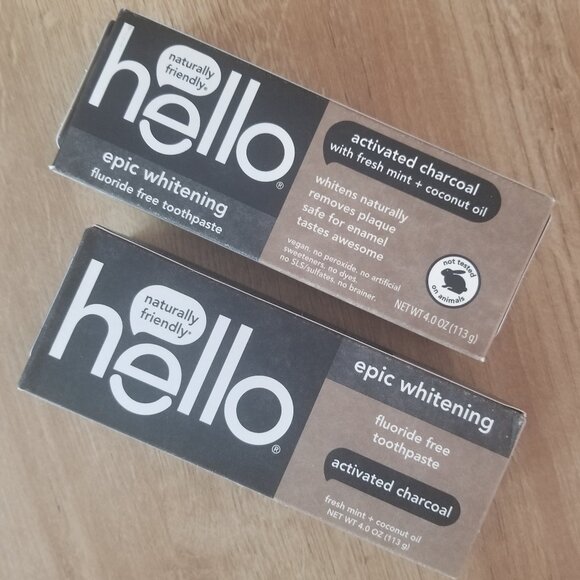 naturally
friendly®
hello®
epic whitening
fluoride free toothpaste
activated charcoal
with fresh mint + coconut oil
whitens naturally
removes plaque
safe for enamel
tastes awesome
vegan, no peroxide, no artificial
sweeteners, no dyes,
no SLS/sulfates, no brainer.
not tested
on animals
NET WT 4.0 OZ (113 g)
naturally
friendly®
hello®
epic whitening
fluoride free
toothpaste
activated charcoal
fresh mint + coconut oil
NET WT 4.0 OZ (113 g)